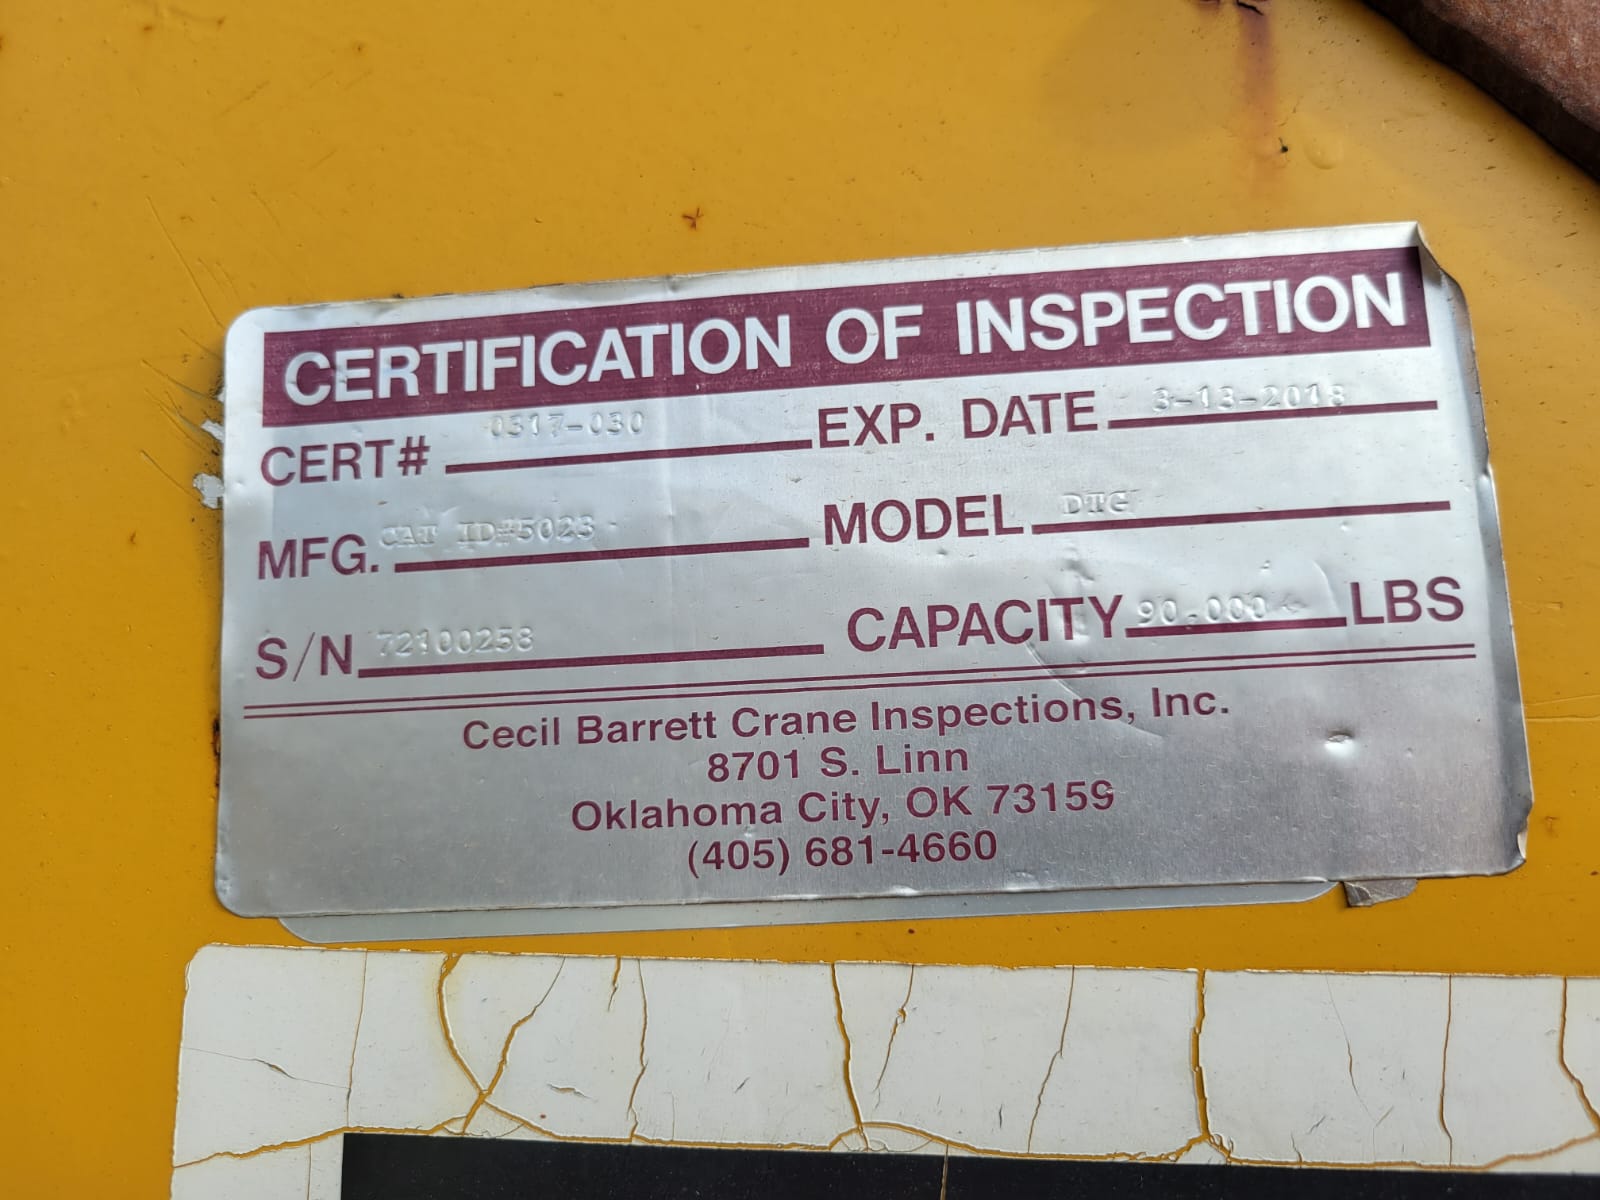 CERTIFICATION OF INSPECTION
CERT# 0317-030 EXP. DATE 3-13-2018
MFG. CAT ID#5023 MODEL DTG
S/N 72100258 CAPACITY 90,000 LBS
Cecil Barrett Crane Inspections, Inc.
8701 S. Linn
Oklahoma City, OK 73159
(405) 681-4660